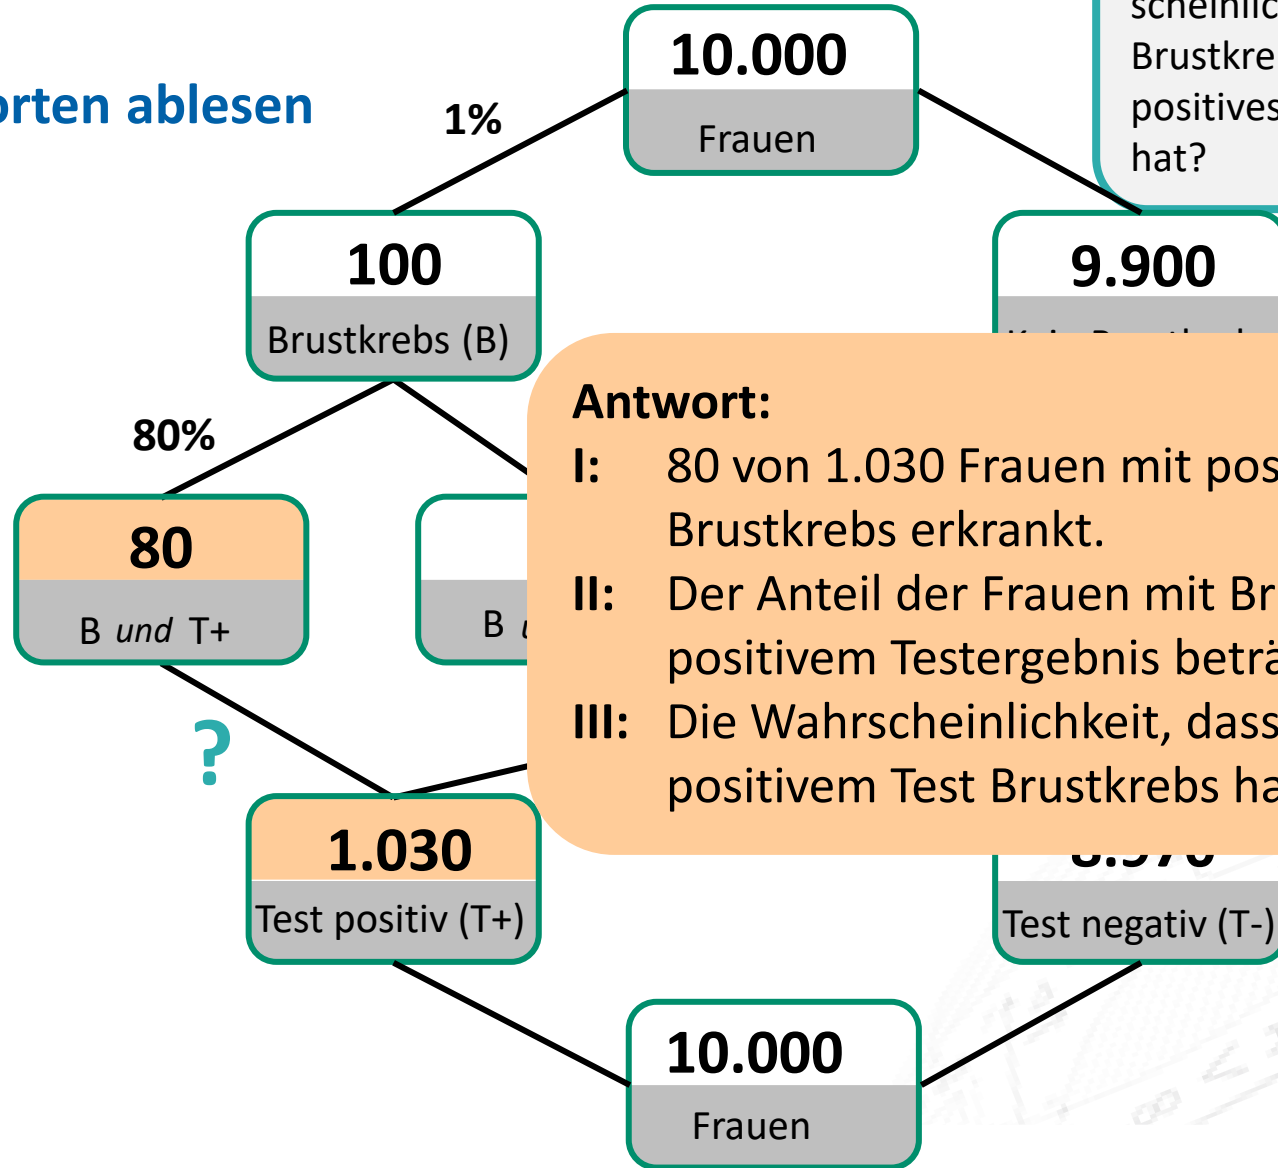 Brustkre
positives
hat?
orten ablesen
10.000
Frauen
1%
100
Brustkrebs (B)
9.900
80%
80
B und T+
B
Antwort:
I: 80 von 1.030 Frauen mit pos
Brustkrebs erkrankt.
II: Der Anteil der Frauen mit Br
positivem Testergebnis beträ
III: Die Wahrscheinlichkeit, dass
positivem Test Brustkrebs ha
?
1.030
Test positiv (T+)
8.970
Test negativ (T-)
10.000
Frauen